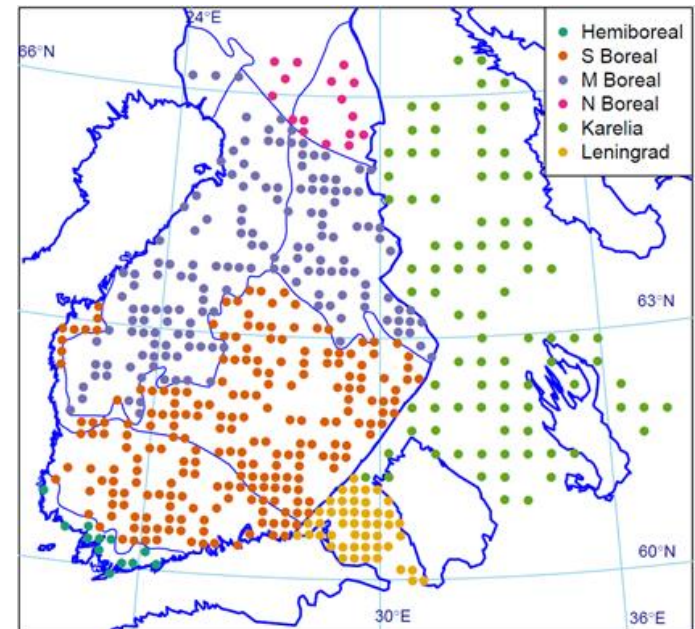 24°E
66°N
Hemiboreal
S Boreal
M Boreal
N Boreal
Karelia
Leningrad
63°N
60°N
30°E
36°E